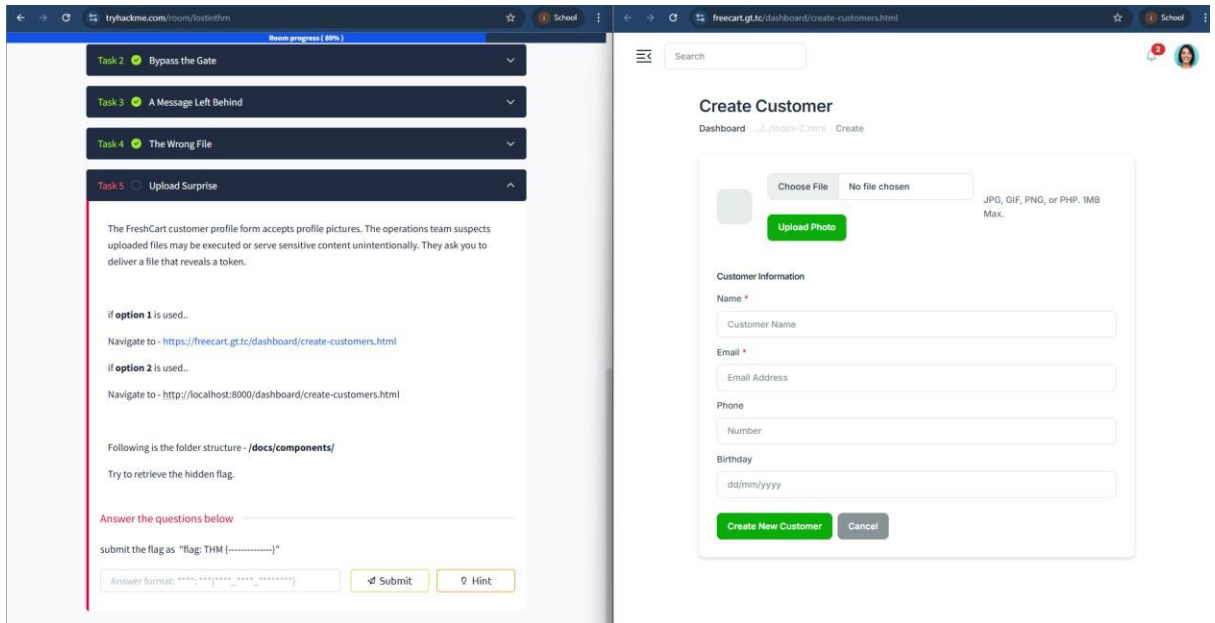 tryhackme.com/room/lostinthm
School
Room progress ( 80% )
Task 2 Bypass the Gate
Task 3 A Message Left Behind
Task 4 The Wrong File
Task 5 Upload Surprise
The FreshCart customer profile form accepts profile pictures. The operations team suspects
uploaded files may be executed or serve sensitive content unintentionally. They ask you to
deliver a file that reveals a token.
if option 1 is used..
Navigate to - https://freecart.gt.tc/dashboard/create-customers.html
if option 2 is used..
Navigate to - http://localhost:8000/dashboard/create-customers.html
Following is the folder structure - /docs/components/
Try to retrieve the hidden flag.
Answer the questions below
submit the flag as "flag: THM {--------------}"
Answer format: ****: ***{****_****_********}
Submit
Hint
freecart.gt.tc/dashboard/create-customers.html
School
Search
2
Create Customer
Dashboard ../../index-2.html Create
Choose File No file chosen
JPG, GIF, PNG, or PHP. 1MB
Max.
Upload Photo
Customer Information
Name *
Customer Name
Email *
Email Address
Phone
Number
Birthday
dd/mm/yyyy
Create New Customer
Cancel